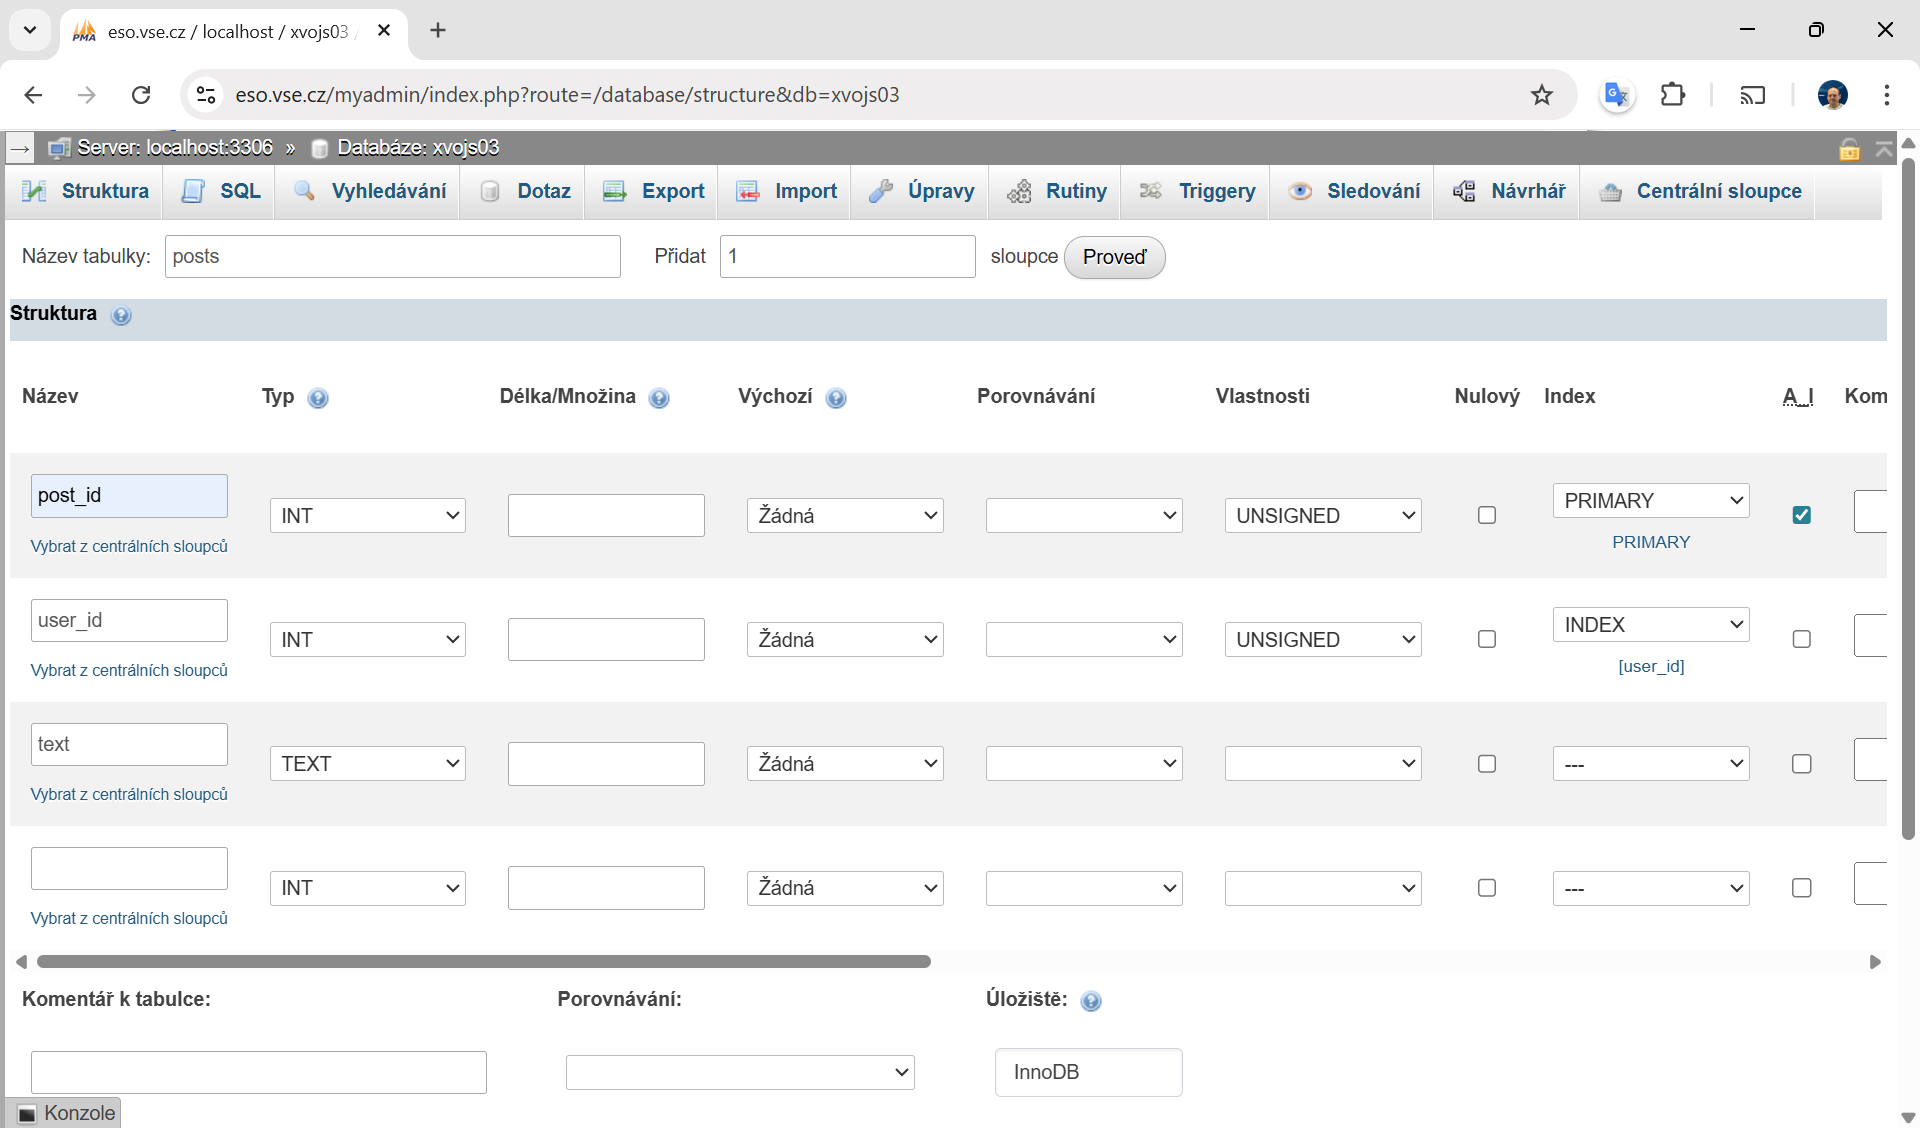 eso.vse.cz / localhost / xvojs03 /
eso.vse.cz/myadmin/index.php?route=/database/structure&db=xvojs03
Server: localhost:3306 » Databáze: xvojs03
Struktura SQL Vyhledávání Dotaz Export Import Úpravy Rutiny Triggery Sledování Návrhář Centrální sloupce
Název tabulky: posts Přidat 1 sloupce Proveď
Struktura
Název Typ Délka/Množina Výchozí Porovnávání Vlastnosti Nulový Index A_I Kom
post_id INT Žádná UNSIGNED PRIMARY
Vybrat z centrálních sloupců PRIMARY
user_id INT Žádná UNSIGNED INDEX
Vybrat z centrálních sloupců [user_id]
text TEXT Žádná ---
Vybrat z centrálních sloupců
INT Žádná ---
Vybrat z centrálních sloupců
Komentář k tabulce: Porovnávání: Úložiště:
InnoDB
Konzole